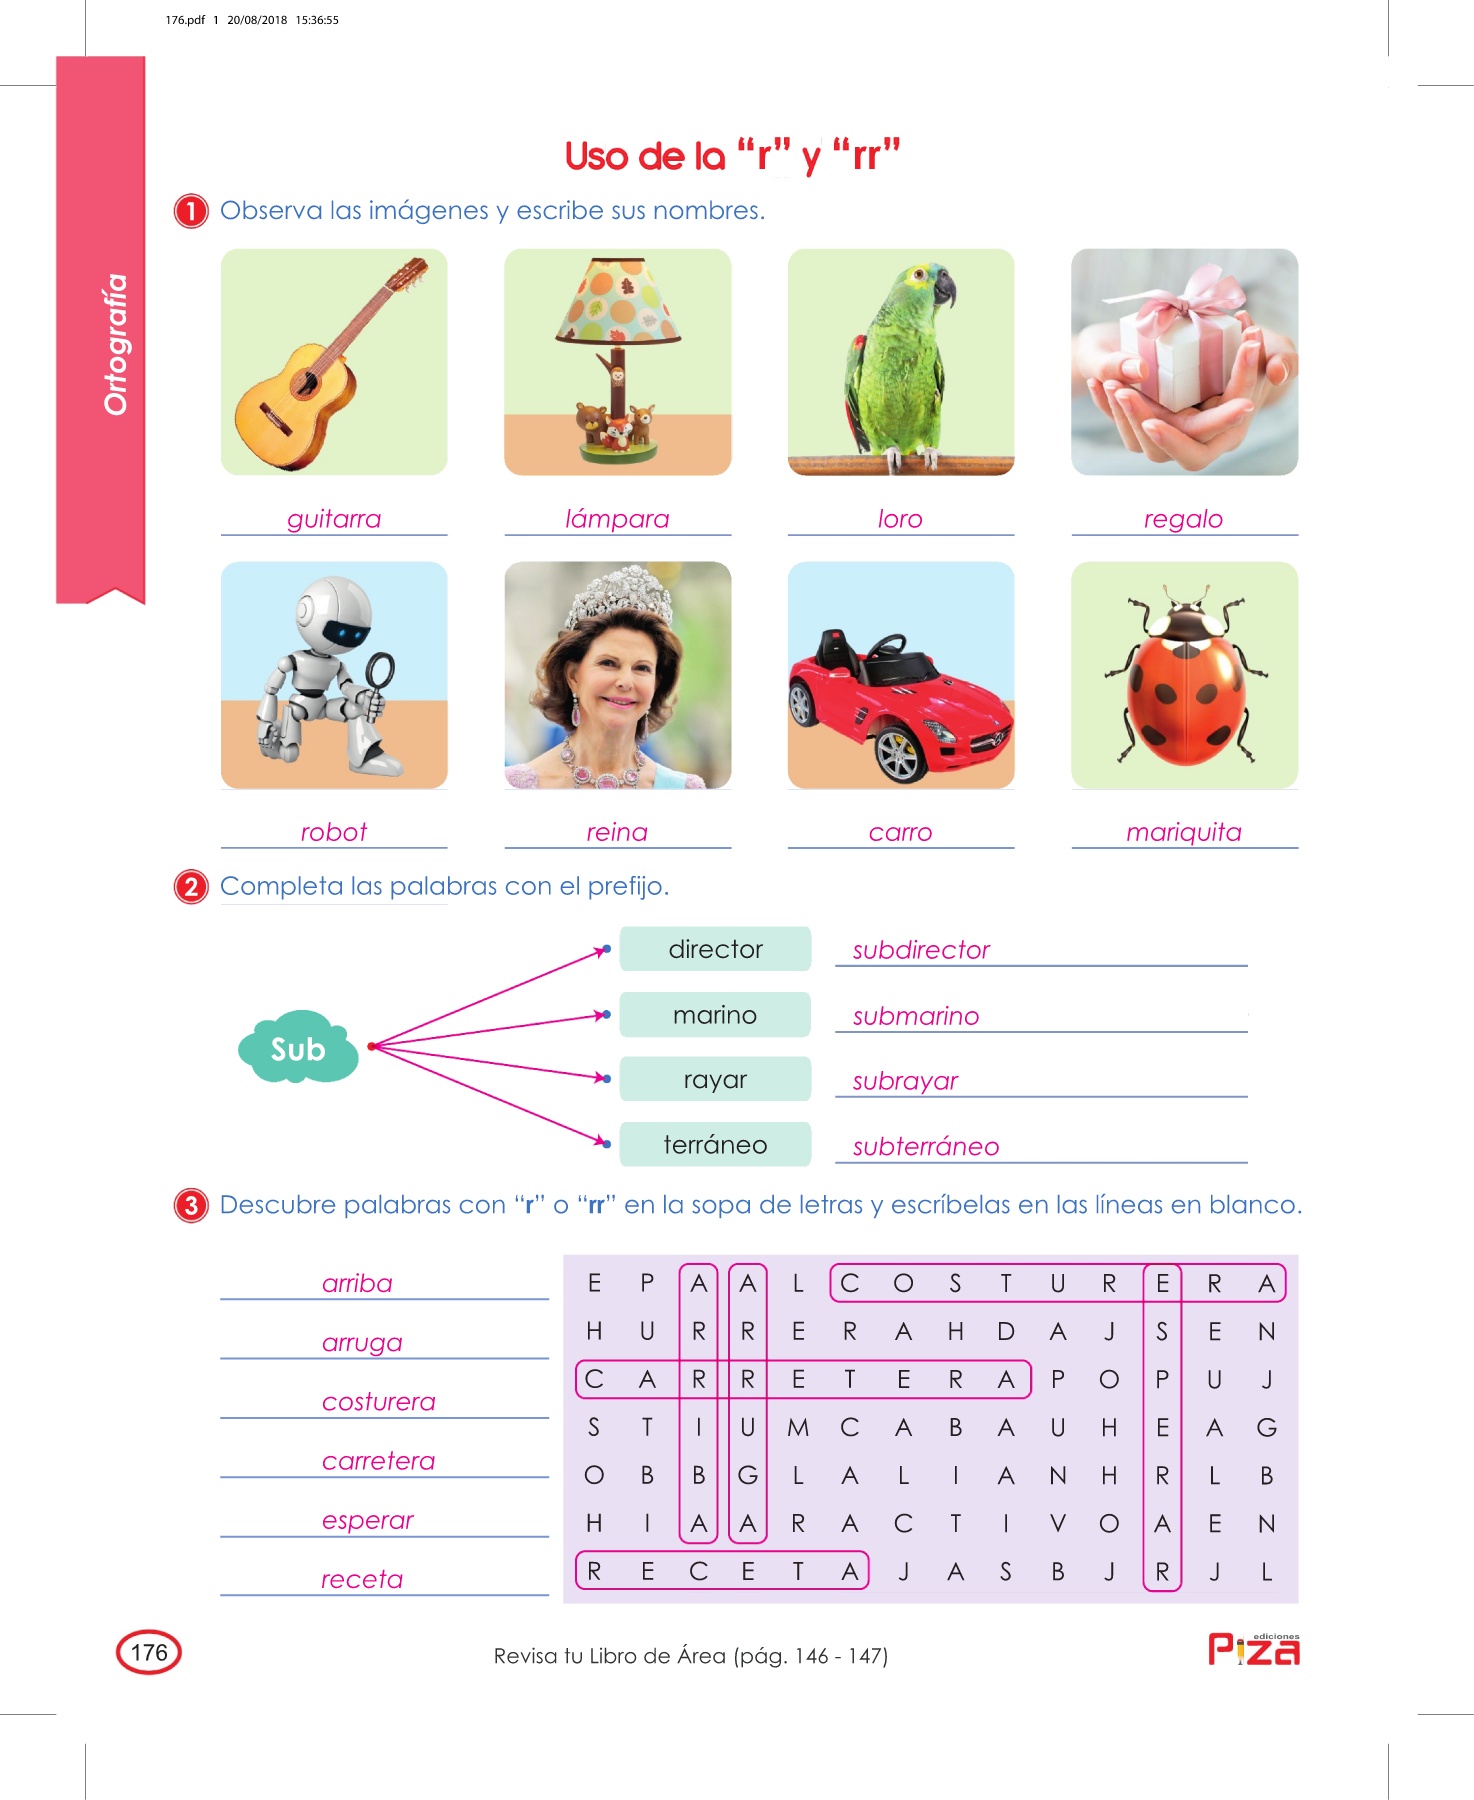 176.pdf 1 20/08/2018 15:36:55
Ortografía
Uso de la “r” y “rr”
1 Observa las imágenes y escribe sus nombres.
guitarra lámpara loro regalo
robot reina carro mariquita
2 Completa las palabras con el prefijo.
Sub
director subdirector
marino submarino
rayar subrayar
terráneo subterráneo
3 Descubre palabras con “r” o “rr” en la sopa de letras y escríbelas en las líneas en blanco.
arriba
arruga
costurera
carretera
esperar
receta
E P A A L C O S T U R E R A
H U R R E R A H D A J S E N
C A R R E T E R A P O P U J
S T I U M C A B A U H E A G
O B B G L A L I A N H R L B
H I A A R A C T I V O A E N
R E C E T A J A S B J R J L
176
Revisa tu Libro de Área (pág. 146 - 147)
ediciones
Piza